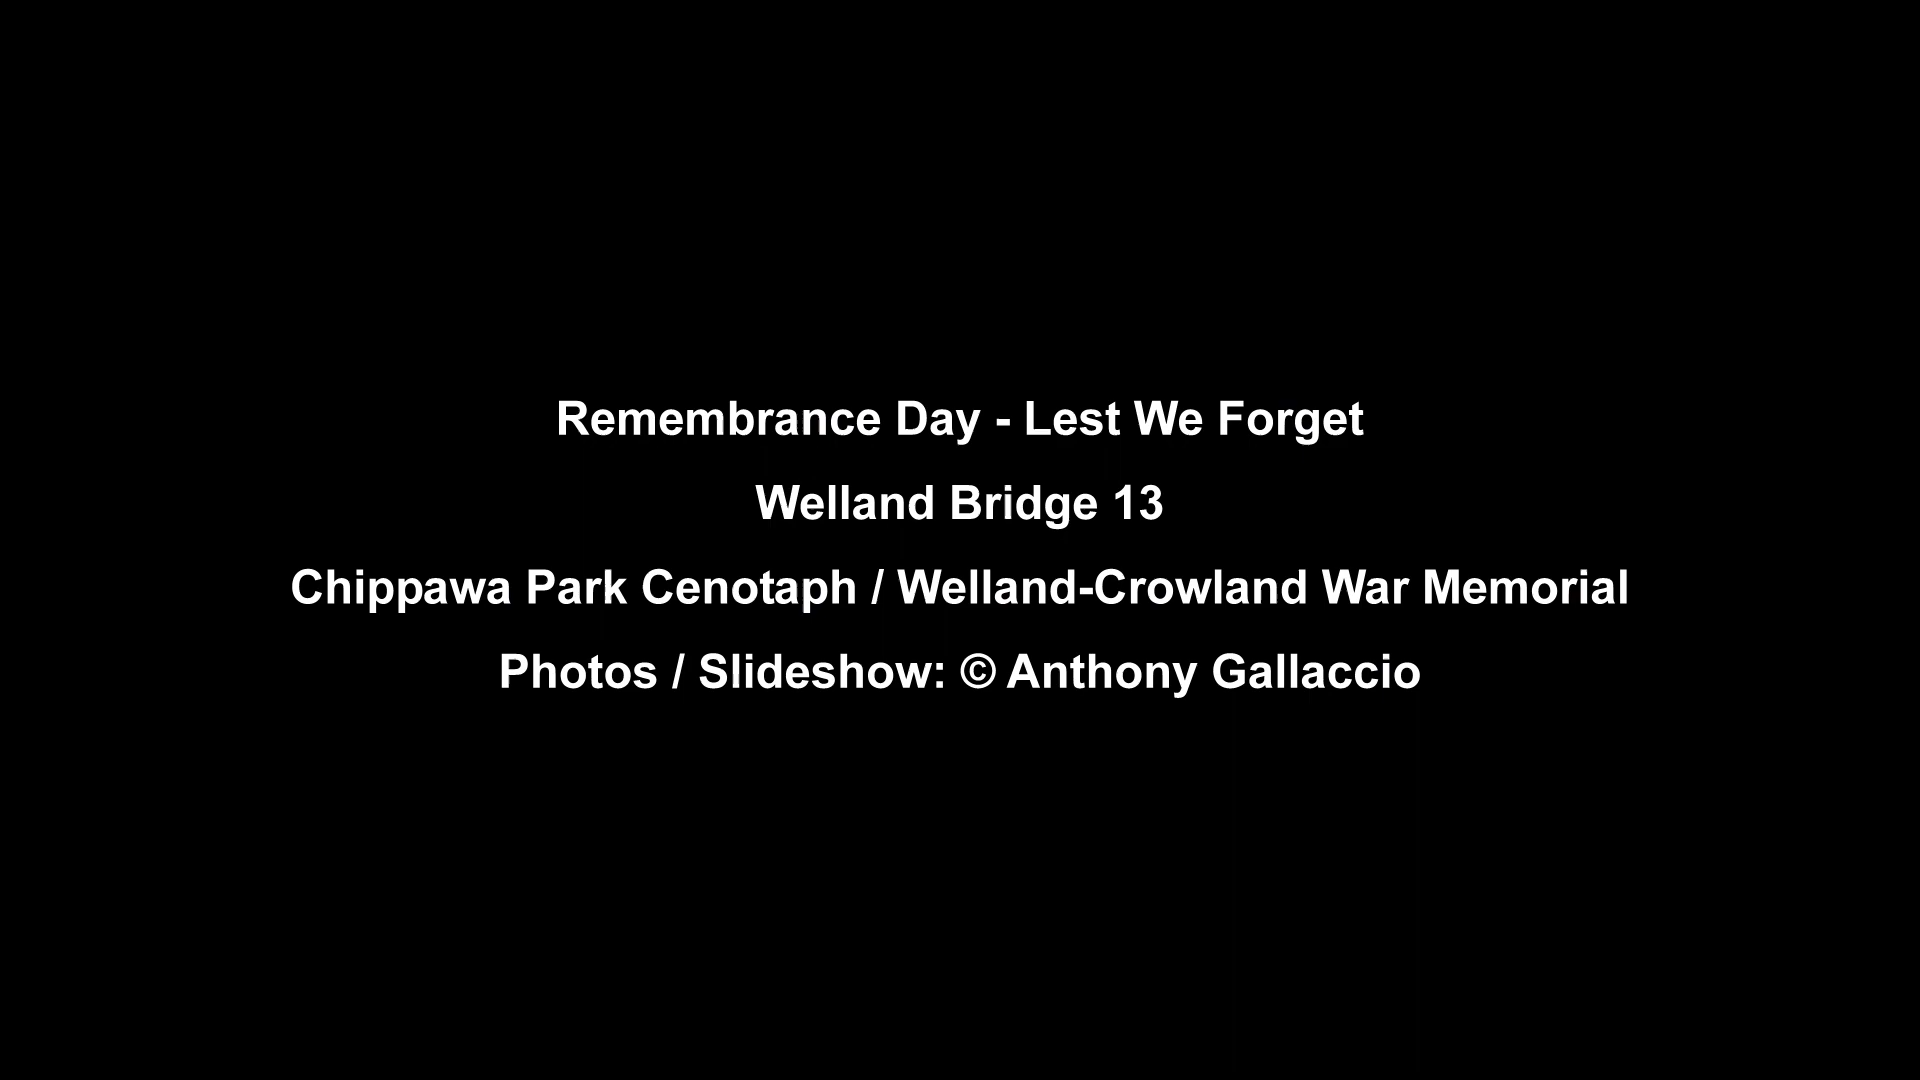 Remembrance Day - Lest We Forget
Welland Bridge 13
Chippawa Park Cenotaph / Welland-Crowland War Memorial
Photos / Slideshow: © Anthony Gallaccio